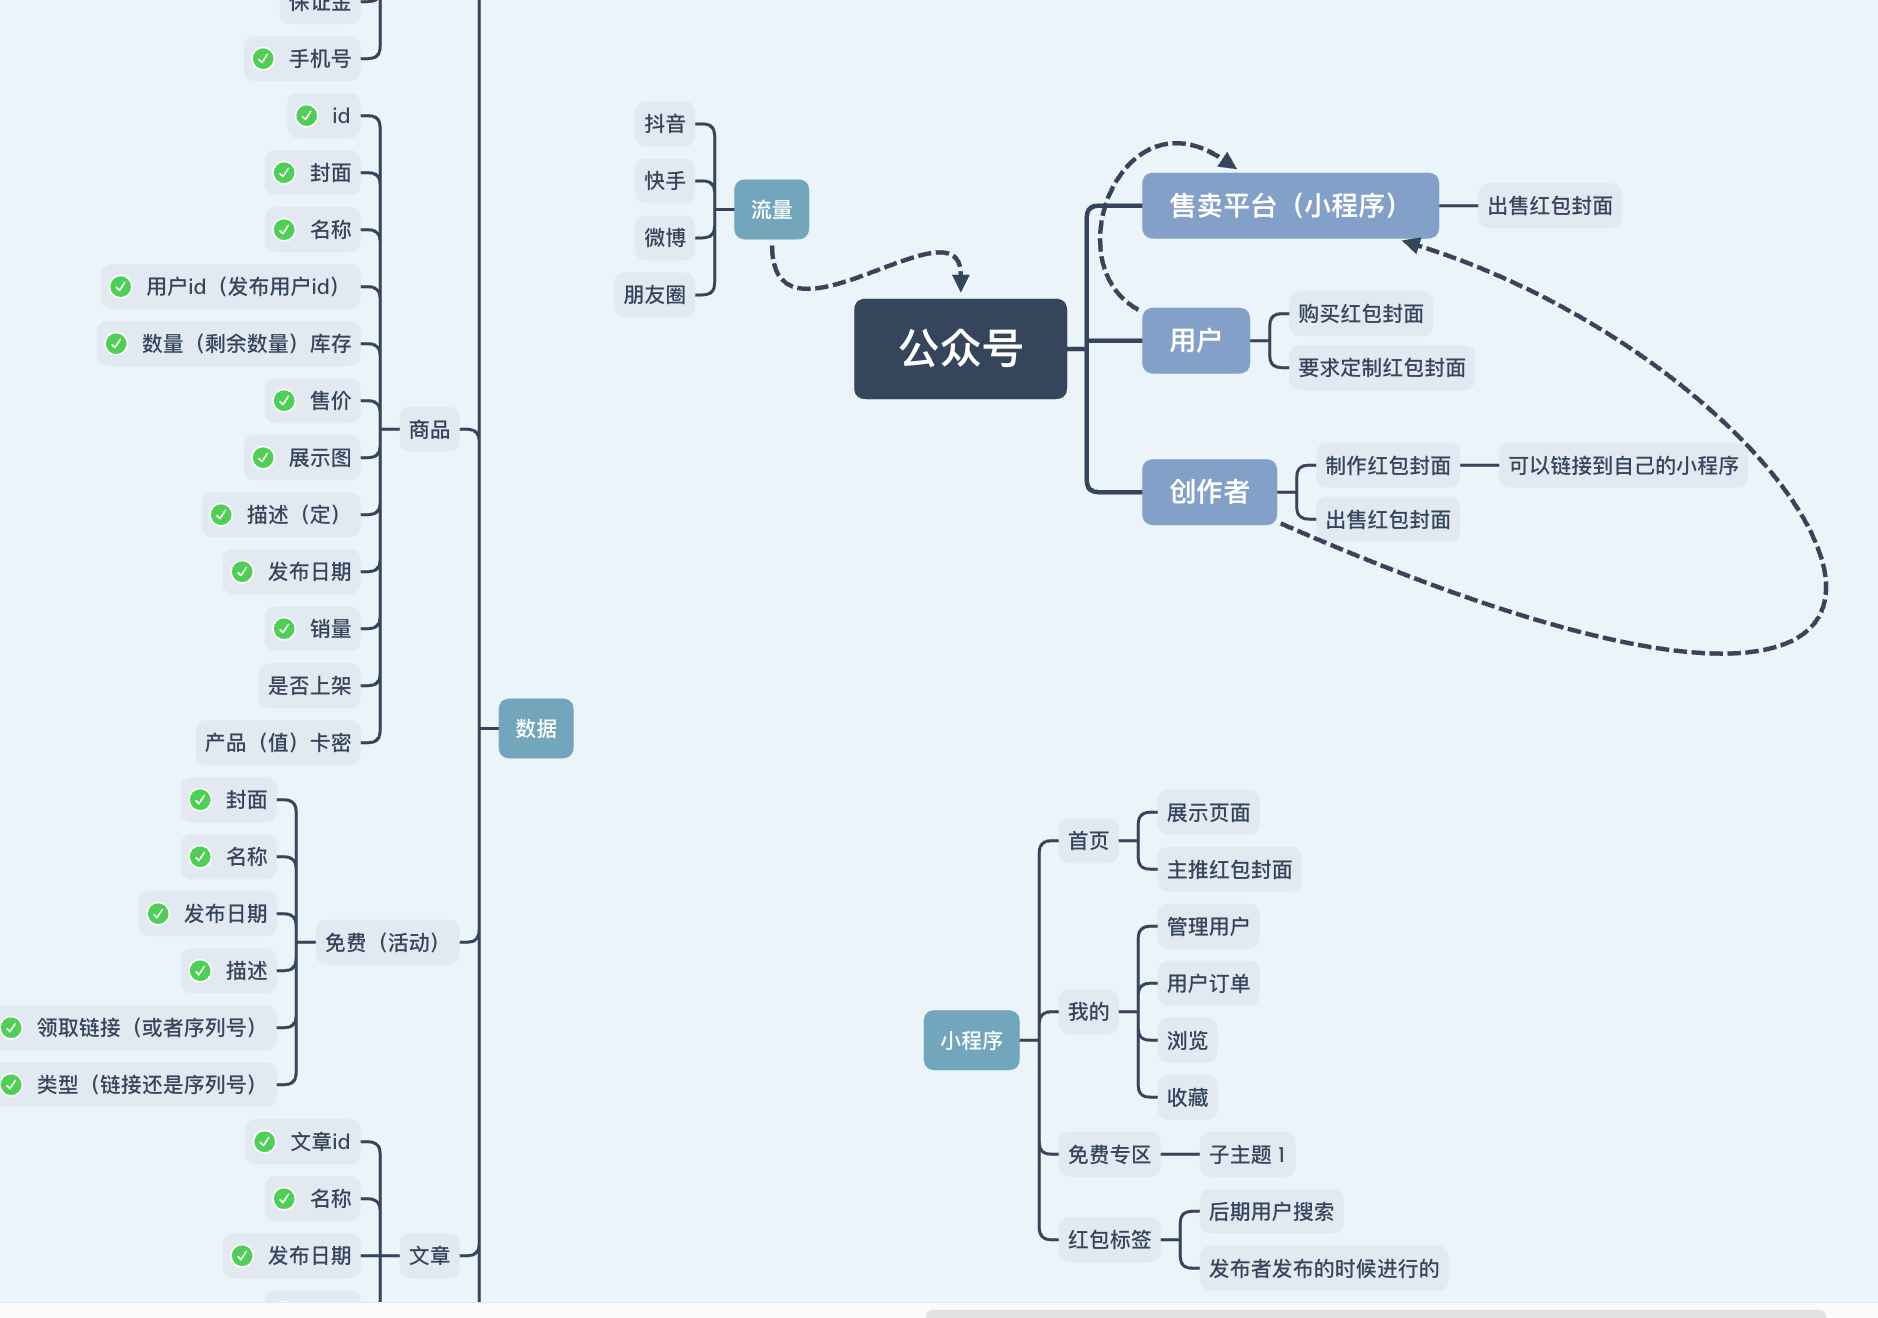 保证金
手机号
id
封面
名称
用户id（发布用户id）
数量（剩余数量）库存
售价
展示图
描述（定）
发布日期
销量
是否上架
产品（值）卡密
商品
封面
名称
发布日期
描述
领取链接（或者序列号）
类型（链接还是序列号）
免费（活动）
文章id
名称
发布日期
文章
数据
抖音
快手
微博
朋友圈
流量
公众号
售卖平台（小程序）
出售红包封面
用户
购买红包封面
要求定制红包封面
创作者
制作红包封面
可以链接到自己的小程序
出售红包封面
小程序
首页
展示页面
主推红包封面
我的
管理用户
用户订单
浏览
收藏
免费专区
子主题 1
红包标签
后期用户搜索
发布者发布的时候进行的